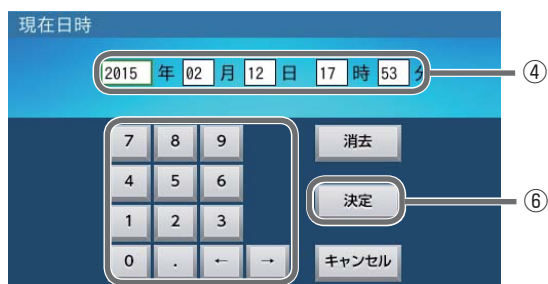 現在日時
2015 年 02 月 12 日 17 時 53 分 ④
7 8 9 消去
4 5 6
決定 ⑥
1 2 3
0 . ← → キャンセル